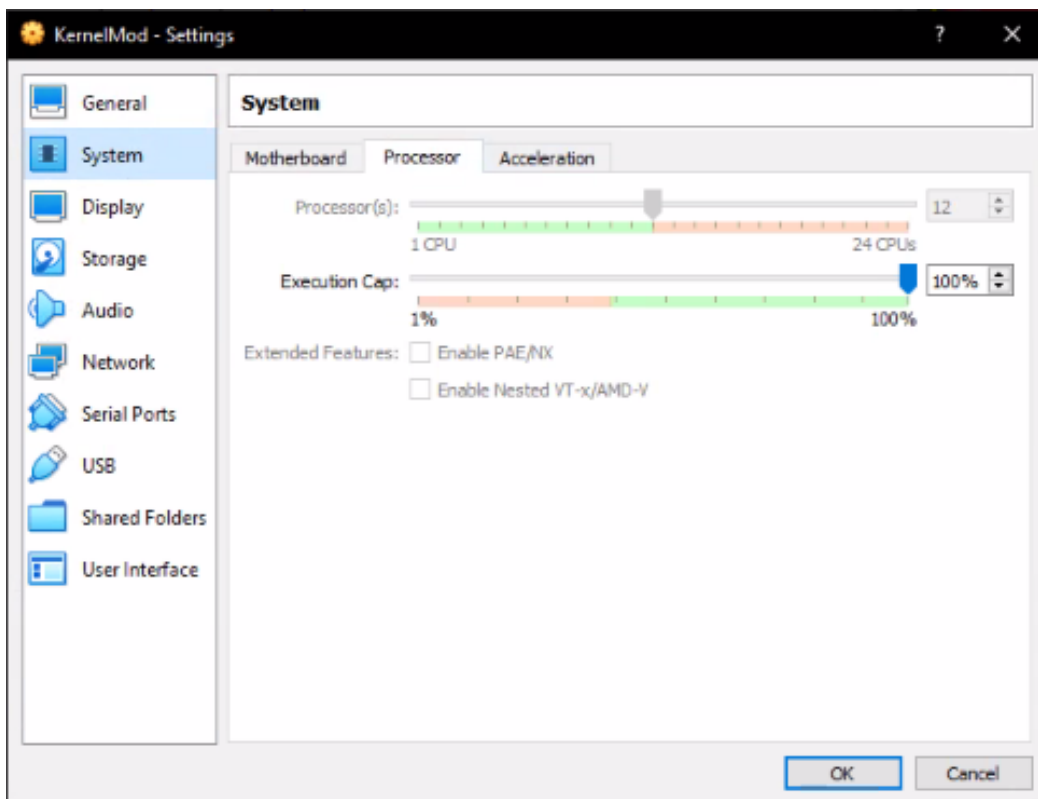 KernelMod - Settings
?
General
System
Display
Storage
Audio
Network
Serial Ports
USB
Shared Folders
User Interface
System
Motherboard Processor Acceleration
Processor(s): 12
1 CPU 24 CPUs
Execution Cap: 100%
1% 100%
Extended Features: Enable PAE/NX
Enable Nested VT-x/AMD-V
OK Cancel